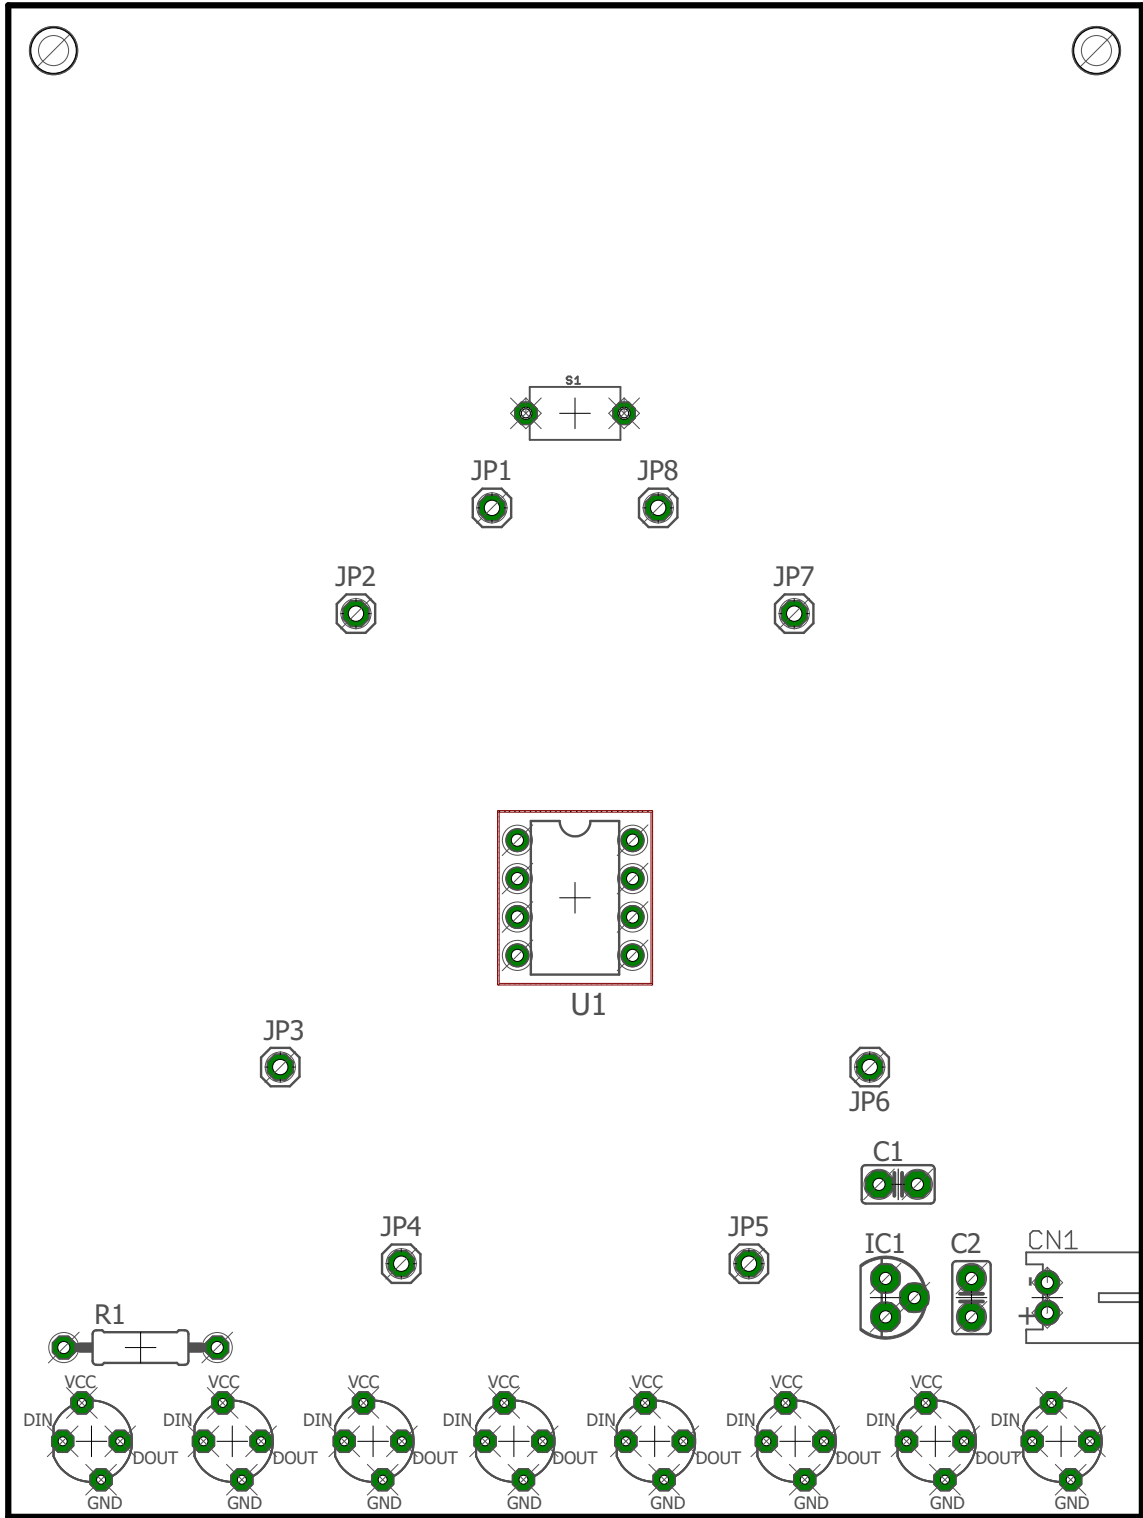 S1
JP1 JP8
JP2 JP7
U1
JP3
JP6
C1
JP4 JP5 IC1 C2 CN1
-
+
R1
VCC VCC VCC VCC VCC VCC VCC
DIN DIN DIN DIN DIN DIN DIN DIN
DOUT DOUT DOUT DOUT DOUT DOUT DOUT
GND GND GND GND GND GND GND GND